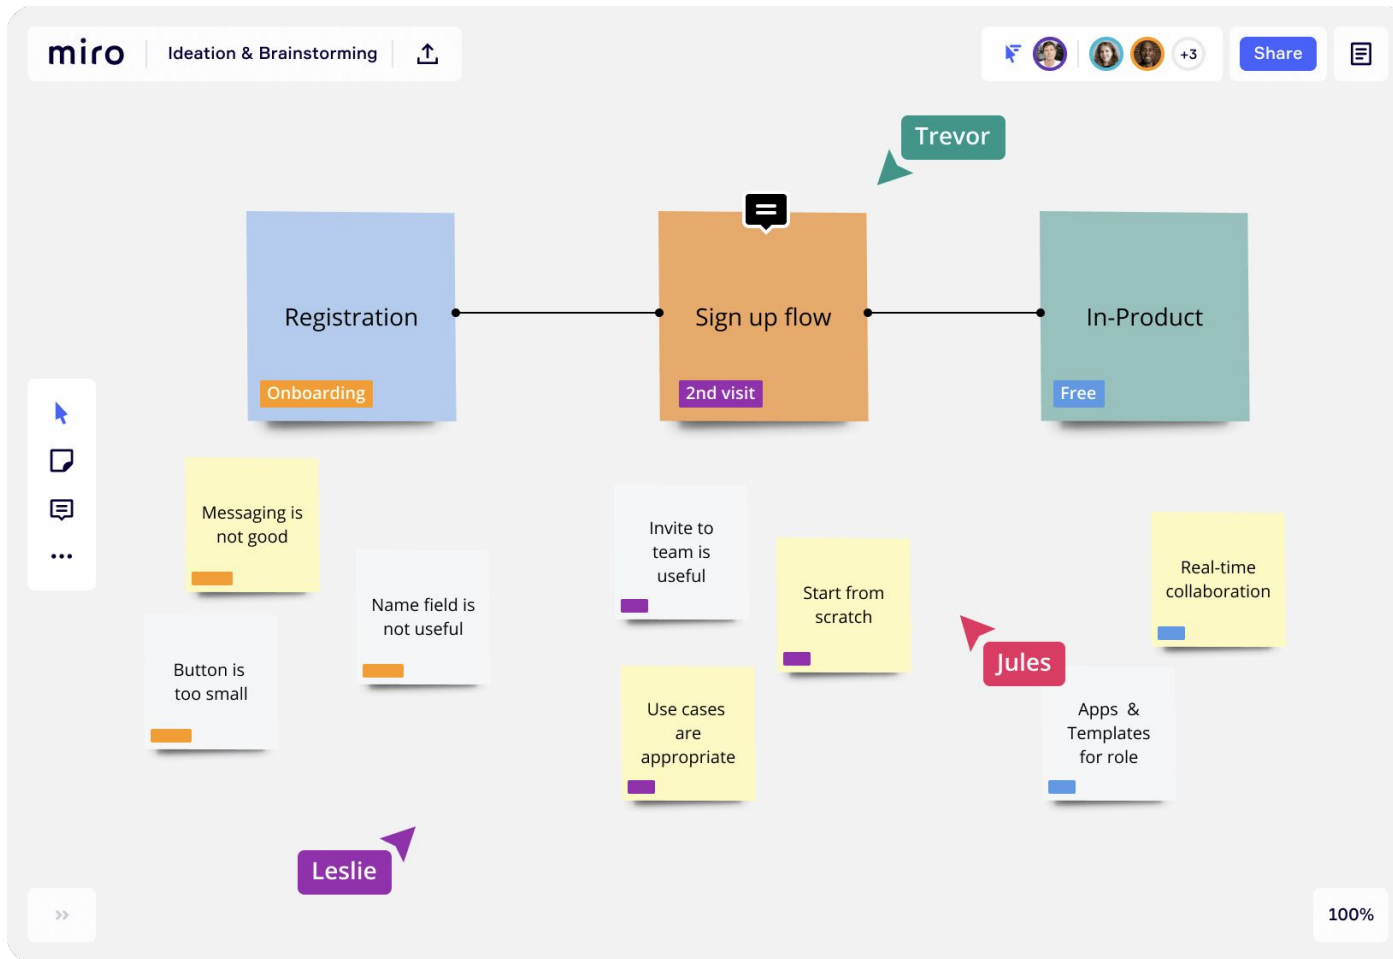 miro
Ideation & Brainstorming
+3
Share
Trevor
Registration
Onboarding
Sign up flow
2nd visit
In-Product
Free
Messaging is
not good
Name field is
not useful
Button is
too small
Invite to
team is
useful
Start from
scratch
Use cases
are
appropriate
Real-time
collaboration
Jules
Apps &
Templates
for role
Leslie
100%